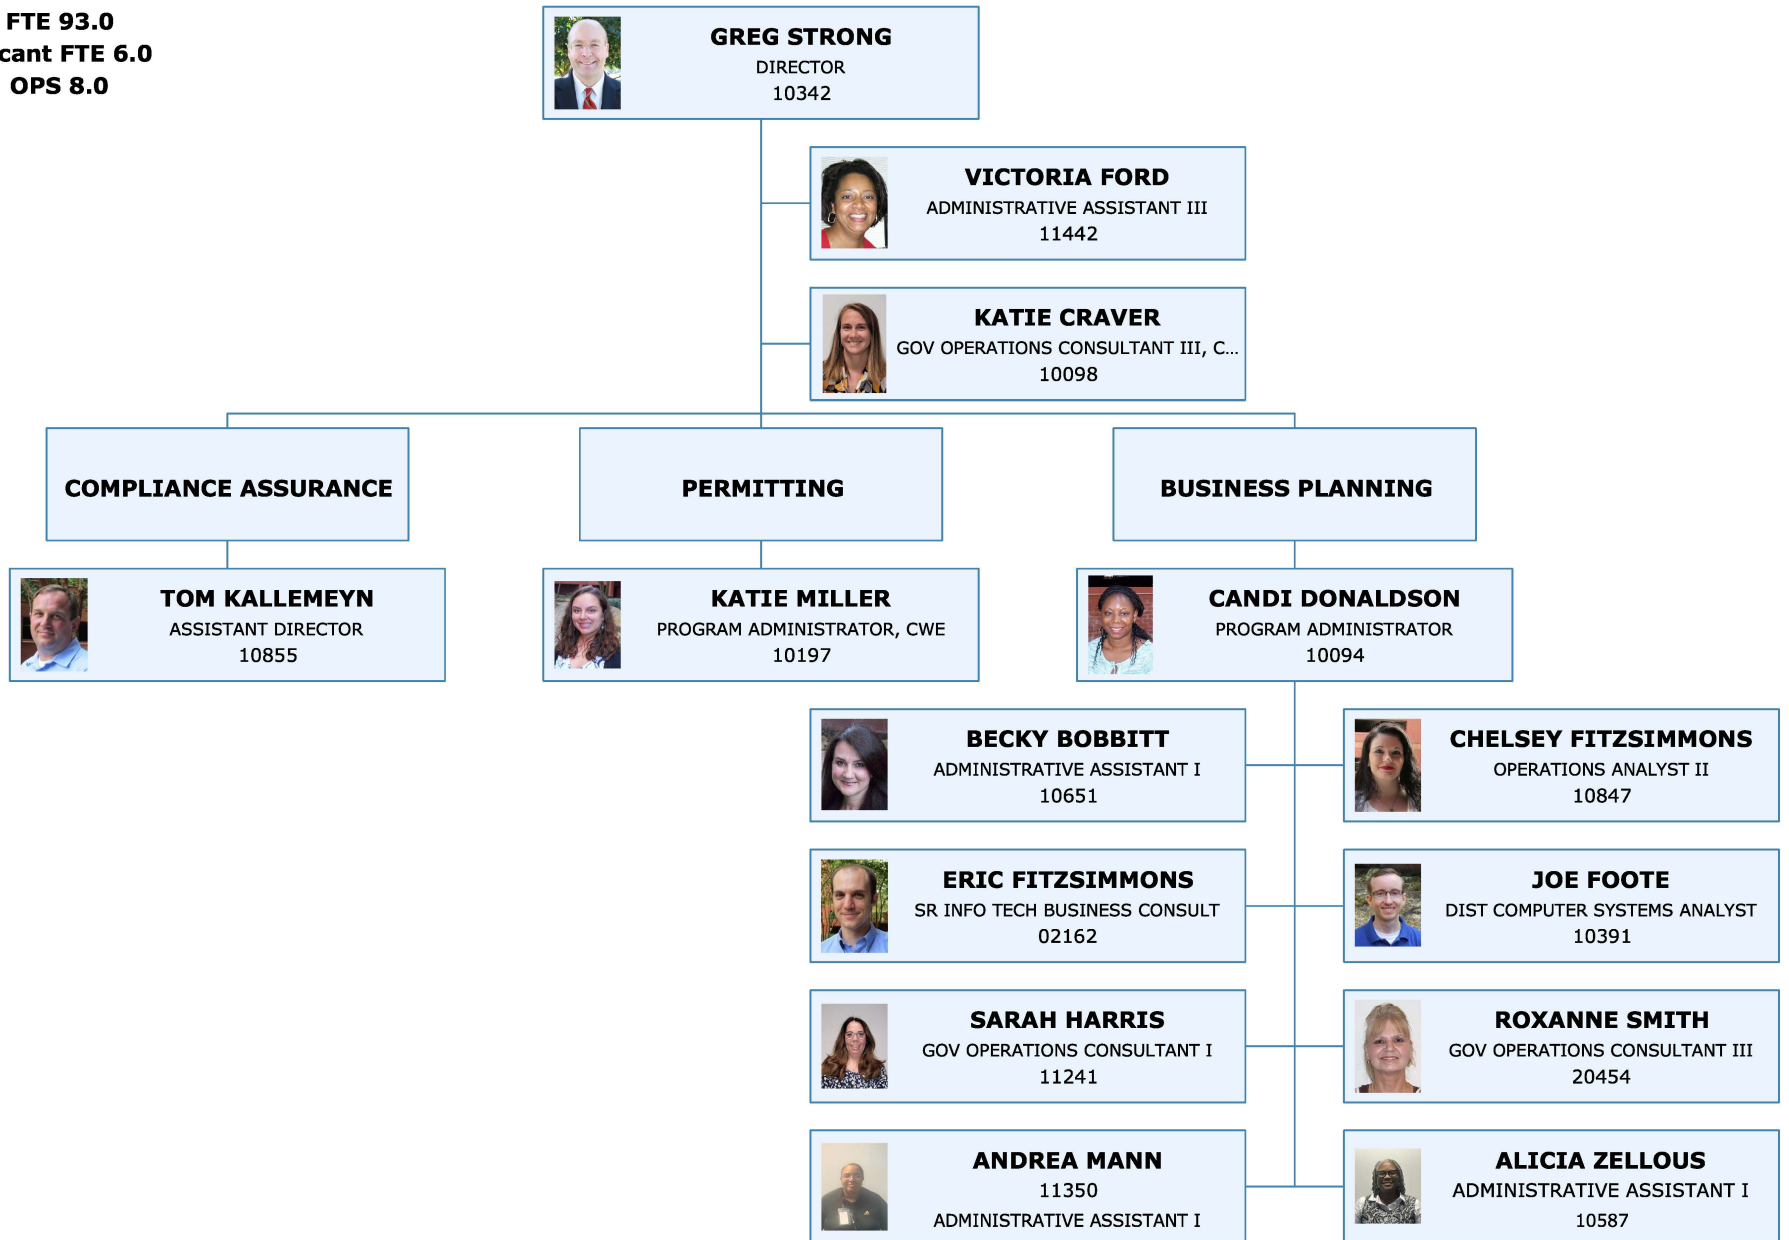 FTE 93.0
cant FTE 6.0
OPS 8.0
GREG STRONG
DIRECTOR
10342
VICTORIA FORD
ADMINISTRATIVE ASSISTANT III
11442
KATIE CRAVER
GOV OPERATIONS CONSULTANT III, C...
10098
COMPLIANCE ASSURANCE
PERMITTING
BUSINESS PLANNING
TOM KALLEMEYN
ASSISTANT DIRECTOR
10855
KATIE MILLER
PROGRAM ADMINISTRATOR, CWE
10197
CANDI DONALDSON
PROGRAM ADMINISTRATOR
10094
BECKY BOBBITT
ADMINISTRATIVE ASSISTANT I
10651
CHELSEY FITZSIMMONS
OPERATIONS ANALYST II
10847
ERIC FITZSIMMONS
SR INFO TECH BUSINESS CONSULT
02162
JOE FOOTE
DIST COMPUTER SYSTEMS ANALYST
10391
SARAH HARRIS
GOV OPERATIONS CONSULTANT I
11241
ROXANNE SMITH
GOV OPERATIONS CONSULTANT III
20454
ANDREA MANN
11350
ADMINISTRATIVE ASSISTANT I
ALICIA ZELLOUS
ADMINISTRATIVE ASSISTANT I
10587